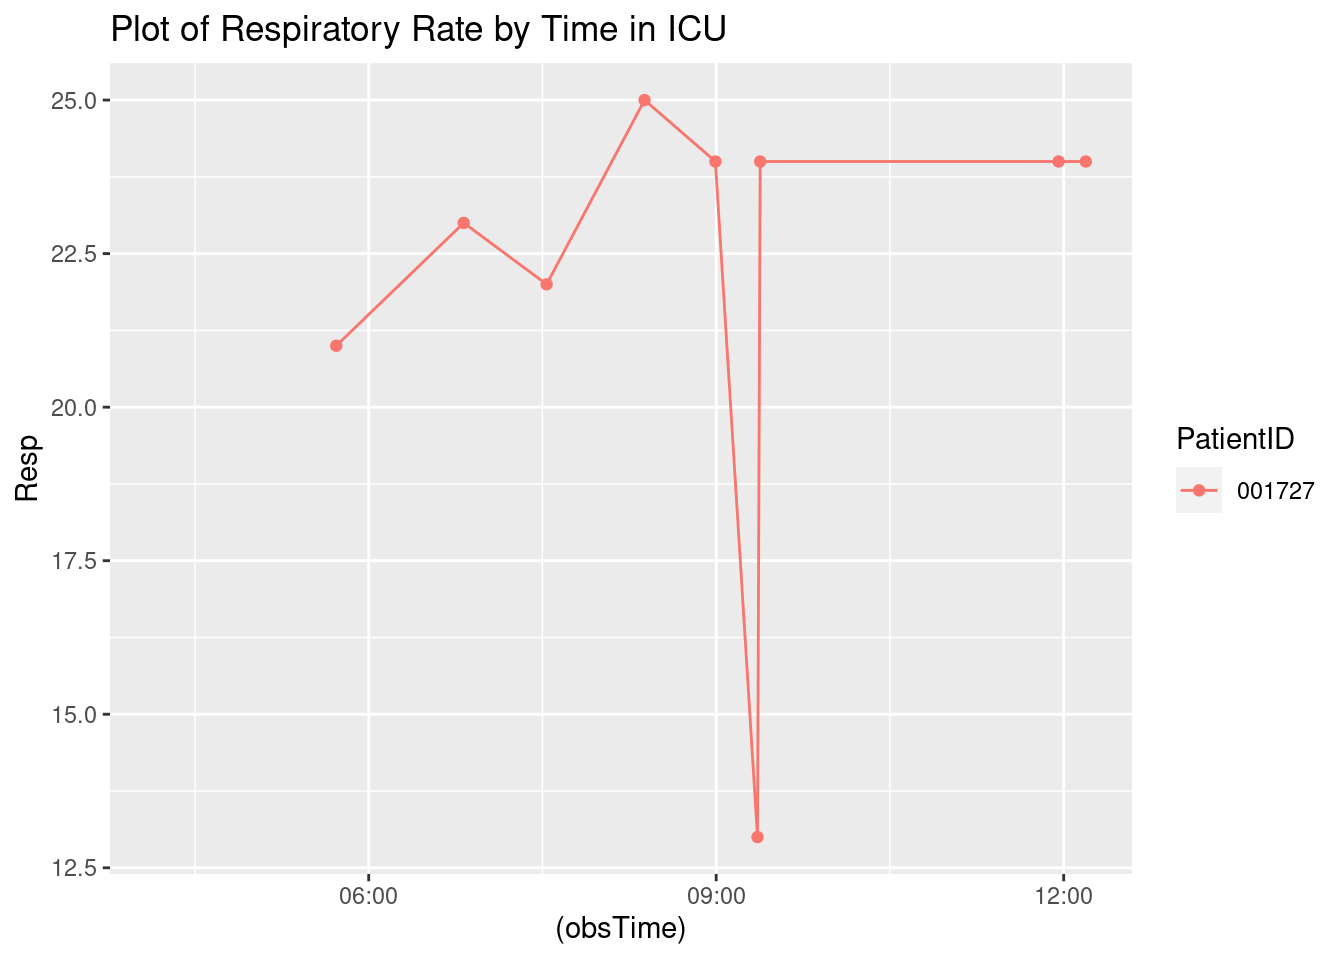 Plot of Respiratory Rate by Time in ICU
25.0
22.5
20.0
17.5
15.0
12.5
Resp
06:00 09:00 12:00
(obsTime)
PatientID
001727